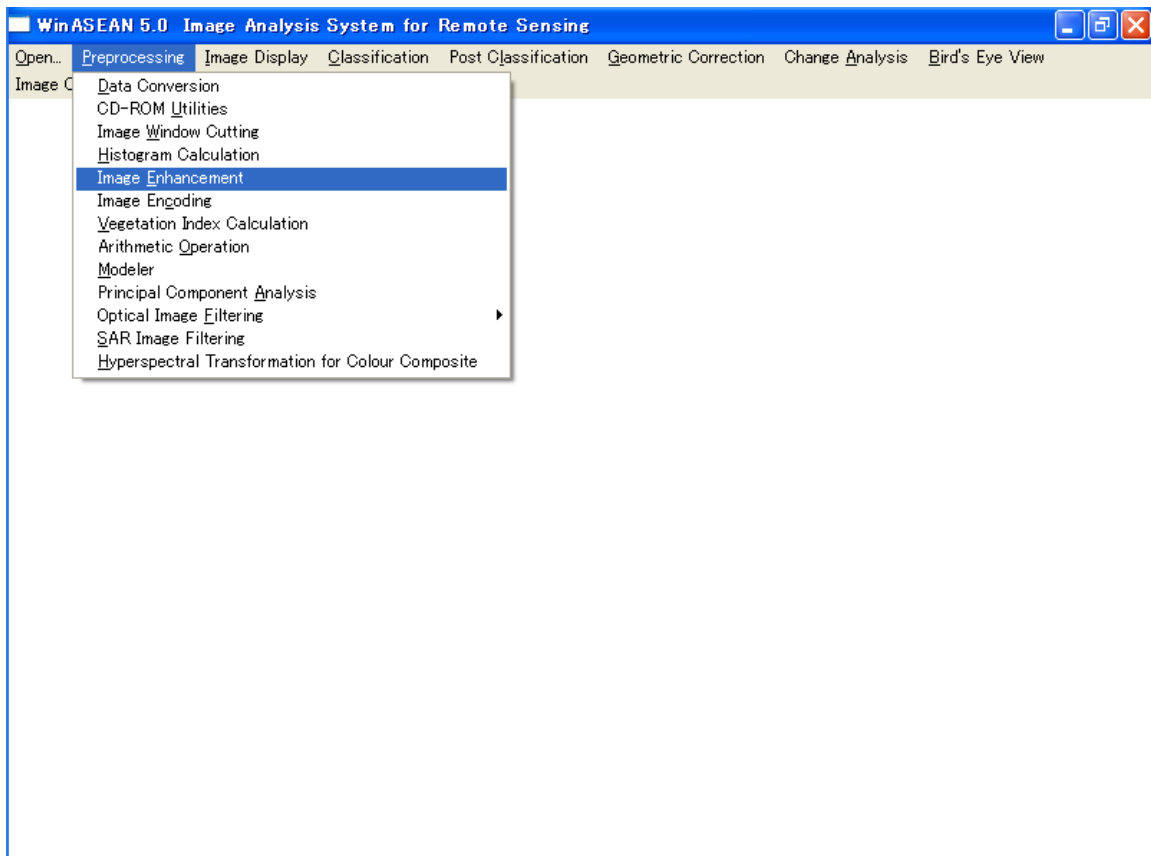 WinASEAN 5.0 Image Analysis System for Remote Sensing
Open... Preprocessing Image Display Classification Post Classification Geometric Correction Change Analysis Bird's Eye View
Image
Data Conversion
CD-ROM Utilities
Image Window Cutting
Histogram Calculation
Image Enhancement
Image Encoding
Vegetation Index Calculation
Arithmetic Operation
Modeler
Principal Component Analysis
Optical Image Filtering
SAR Image Filtering
Hyperspectral Transformation for Colour Composite